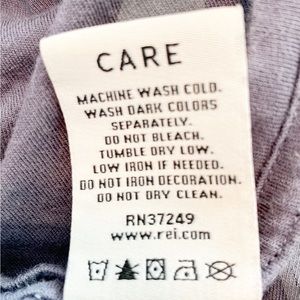 CARE
MACHINE WASH COLD.
WASH DARK COLORS
SEPARATELY.
DO NOT BLEACH.
TUMBLE DRY LOW.
LOW IRON IF NEEDED.
DO NOT IRON DECORATION.
DO NOT DRY CLEAN.
RN37249
www.rei.com